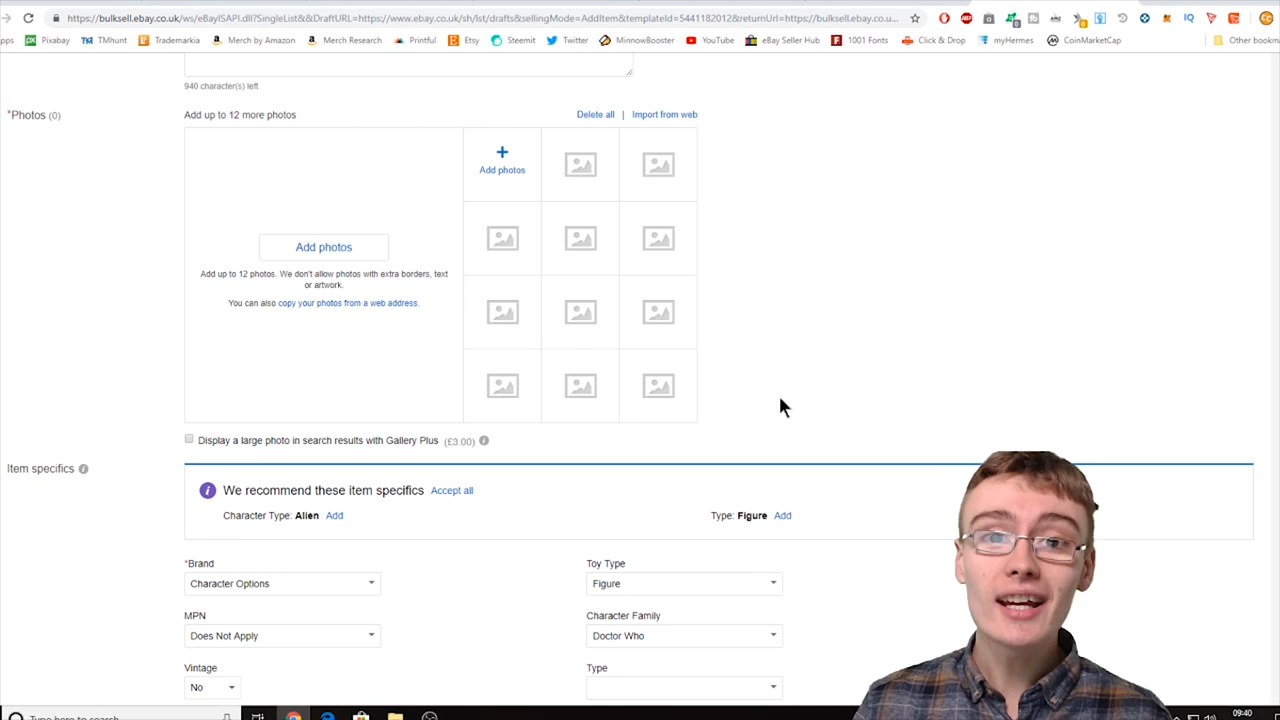 https://bulksell.ebay.co.uk/ws/eBayISAPI.dll?SingleList&&DraftURL=https://www.ebay.co.uk/sh/lst/drafts&sellingMode=AddItem&templateId=5441182012&returnUrl=https://bulksell.ebay.co.u...
Pixabay TMhunt Trademarkia Merch by Amazon Merch Research Printful Etsy Steemit Twitter MinnowBooster YouTube eBay Seller Hub 1001 Fonts Click & Drop myHermes CoinMarketCap Other bookm
940 character(s) left
*Photos (0)
Add up to 12 more photos
Delete all | Import from web
+
Add photos
Add photos
Add up to 12 photos. We don't allow photos with extra borders, text
or artwork.
You can also copy your photos from a web address.
Display a large photo in search results with Gallery Plus (£3.00)
Item specifics
We recommend these item specifics Accept all
Character Type: Alien Add
Type: Figure Add
*Brand
Character Options
Toy Type
Figure
MPN
Does Not Apply
Character Family
Doctor Who
Vintage
No
Type
Type here to search
09:40